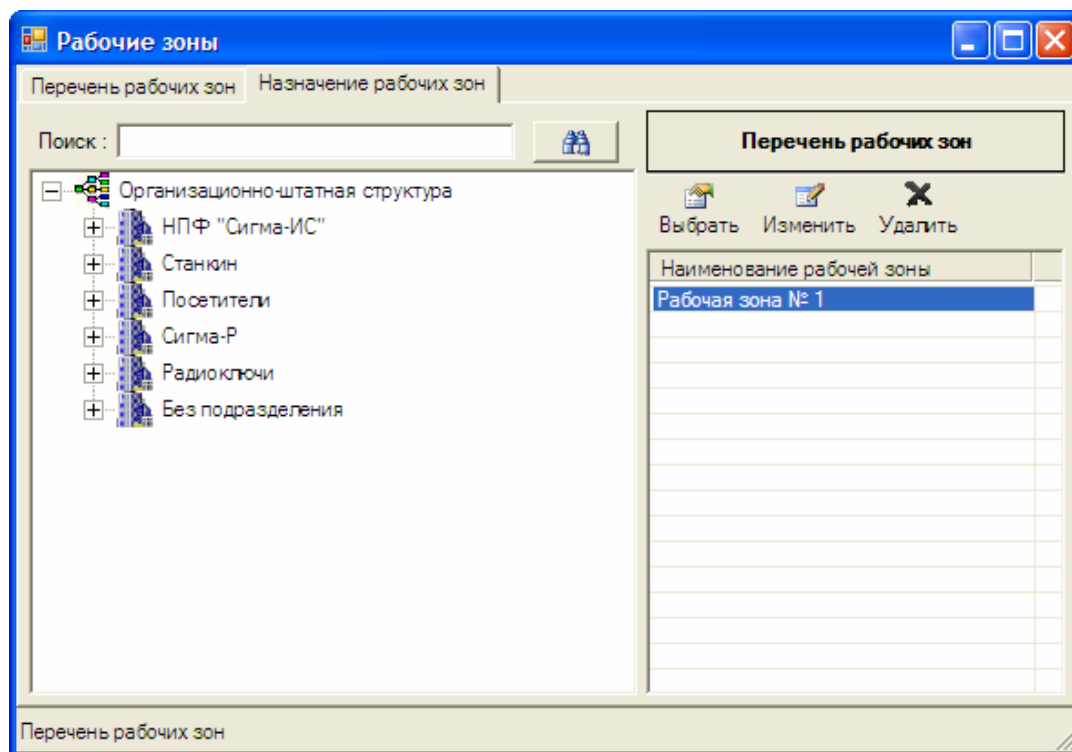 Рабочие зоны
Перечень рабочих зон Назначение рабочих зон
Поиск :
Перечень рабочих зон
Организационно-штатная структура
НПФ "Сигма-ИС"
Станкин
Посетители
Сигма-Р
Радиоключи
Без подразделения
Выбрать Изменить Удалить
Наименование рабочей зоны
Рабочая зона № 1
Перечень рабочих зон